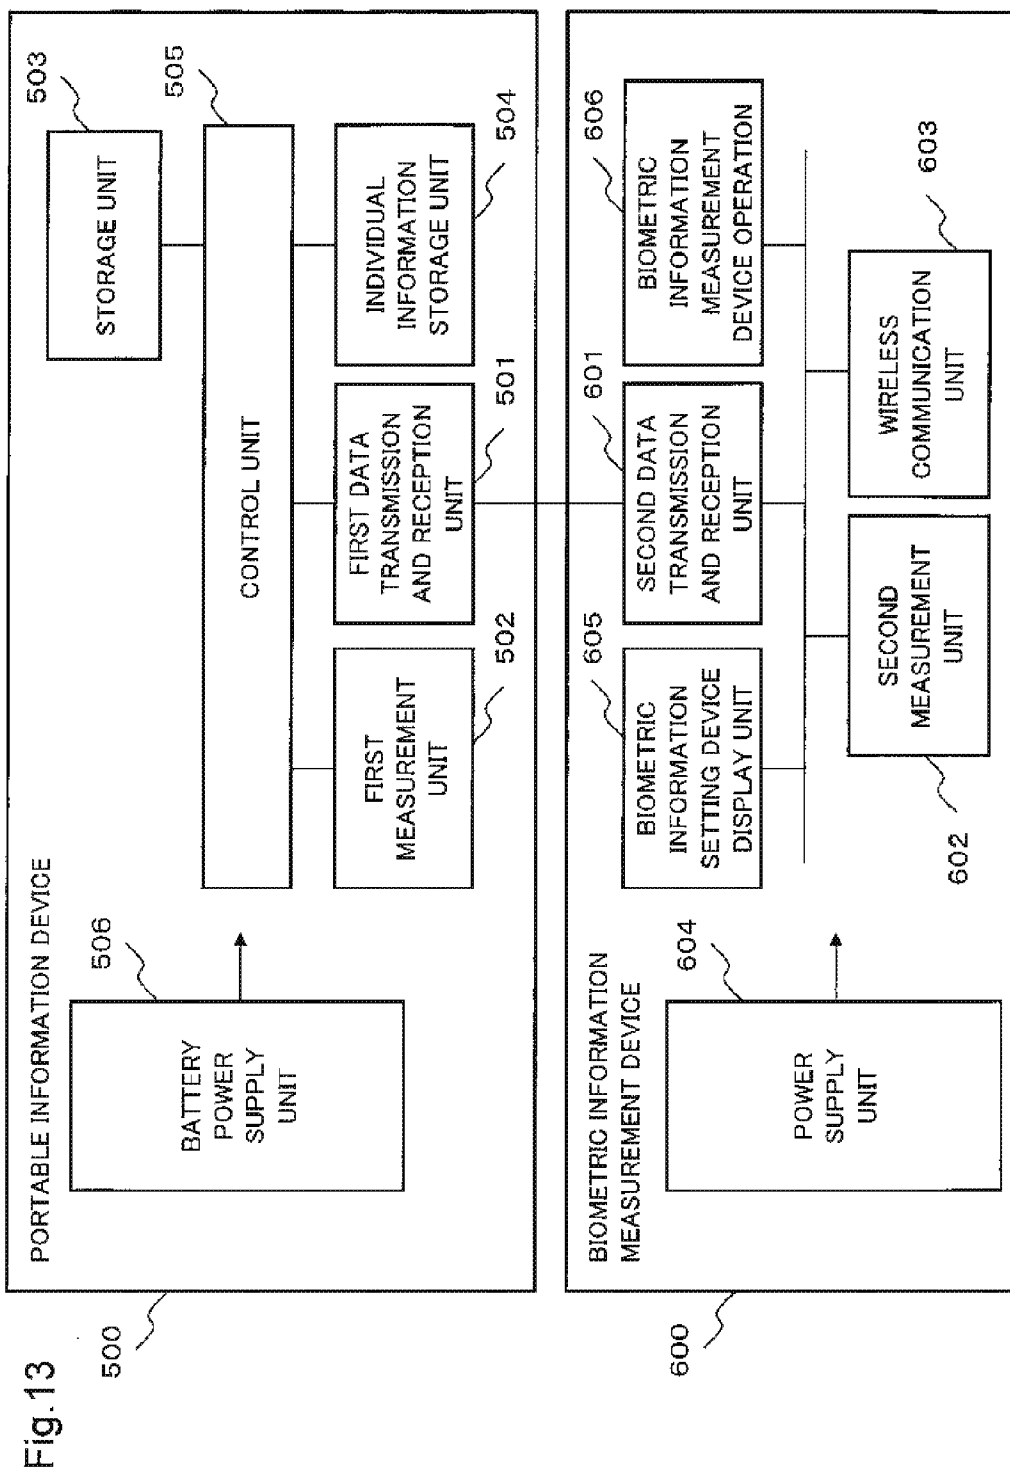 Fig.13
500
PORTABLE INFORMATION DEVICE
503
STORAGE UNIT
505
CONTROL UNIT
506
BATTERY
POWER
SUPPLY
UNIT
FIRST
MEASUREMENT
UNIT
502
FIRST DATA
TRANSMISSION
AND RECEPTION
UNIT
501
INDIVIDUAL
INFORMATION
STORAGE UNIT
504
600
BIOMETRIC INFORMATION
MEASUREMENT DEVICE
604
POWER
SUPPLY
UNIT
605
BIOMETRIC
INFORMATION
SETTING DEVICE
DISPLAY UNIT
601
SECOND DATA
TRANSMISSION
AND RECEPTION
UNIT
606
BIOMETRIC
INFORMATION
MEASUREMENT
DEVICE OPERATION
602
SECOND
MEASUREMENT
UNIT
603
WIRELESS
COMMUNICATION
UNIT